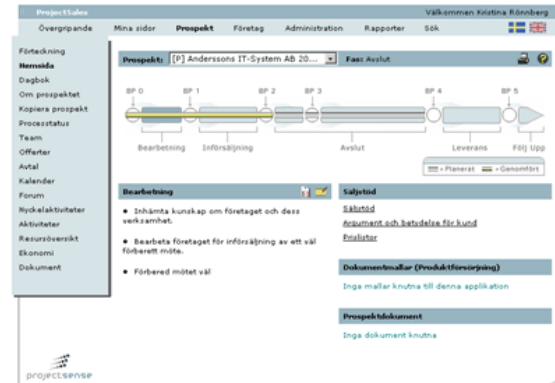 ProjectSales
Välkommen Kristina Rönnberg
Övergripande Mina sidor Prospekt Företag Administration Rapporter Sök
Förteckning
Hemsida
Dagbok
Om prospektet
Kopiera prospekt
Processtatus
Team
Offerter
Avtal
Kalender
Forum
Nyckelaktiviteter
Aktiviteter
Resursöversikt
Ekonomi
Dokument
Prospekt: [P] Anderssons IT-System AB 20... Fas: Avslut
BP 0 BP 1 BP 2 BP 3 BP 4 BP 5
Bearbetning Införsäljning Avslut Leverans Följ Upp
= Planerat = Genomfört
Bearbetning
• Inhämta kunskap om företaget och dess
verksamhet.
• Bearbeta företaget för införsäljning av ett väl
förberett möte.
• Förbered mötet väl
Säljstöd
Säljstöd
Argument och betydelse för kund
Prislistor
Dokumentmallar (Produktförsörjning)
Inga mallar knutna till denna applikation
Prospektdokument
Inga dokument knutna
projectsense